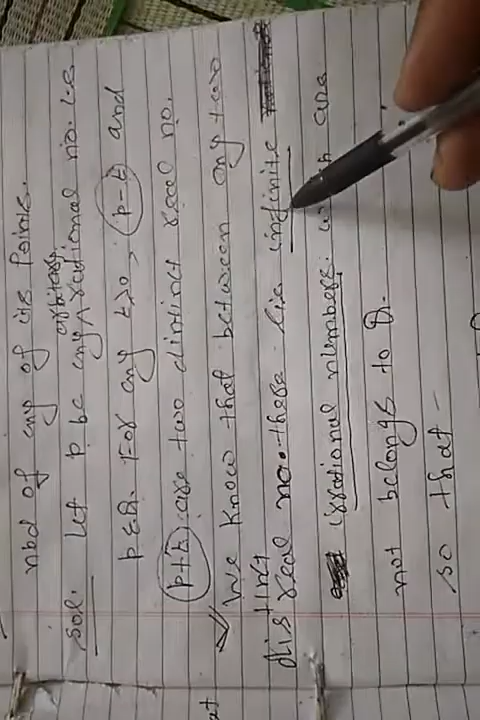 nbd of any of its points.
arbitrary
Sol. Let p be any ∧ rational no. i.e
p∈Q. For any ε>0, p-ε and
p+ε are two distinct real no.
We know that between any two
distinct
real no. there lie infinite
irrational numbers. which are
not belongs to Q.
so that -